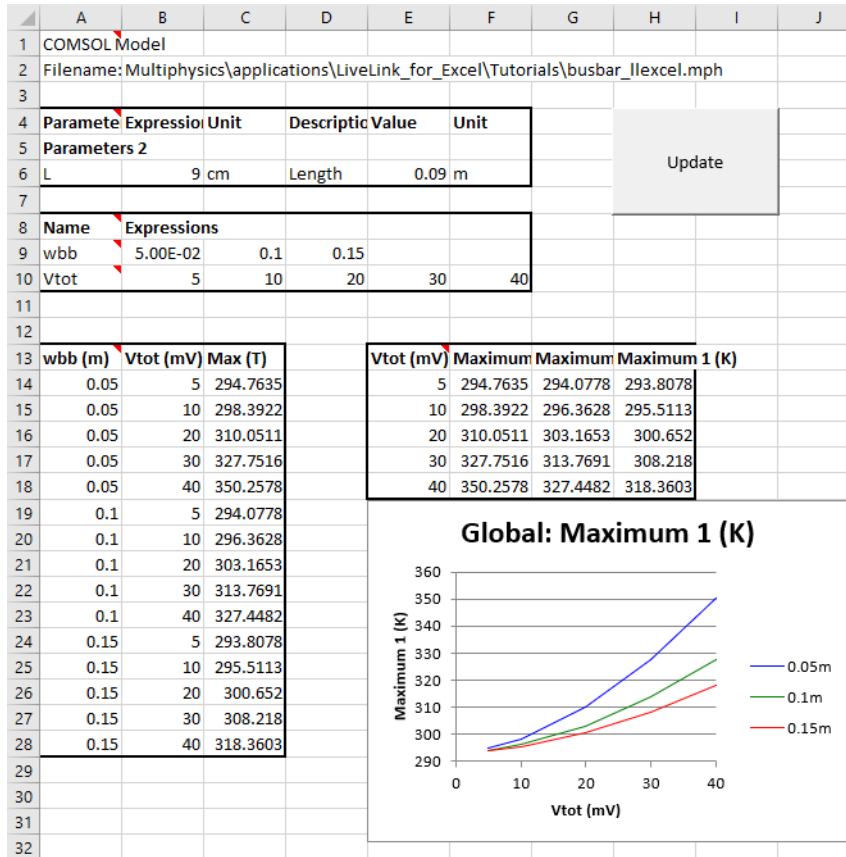 A B C D E F G H I J
1 COMSOL Model
2 Filename: Multiphysics\applications\LiveLink_for_Excel\Tutorials\busbar_llexcel.mph
3
4 Paramete Expressio Unit Descriptio Value Unit
5 Parameters 2
Update
6 L 9 cm Length 0.09 m
7
8 Name Expressions
9 wbb 5.00E-02 0.1 0.15
10 Vtot 5 10 20 30 40
11
12
13 wbb (m) Vtot (mV) Max (T) Vtot (mV) Maximum Maximum Maximum 1 (K)
14 0.05 5 294.7635 5 294.7635 294.0778 293.8078
15 0.05 10 298.3922 10 298.3922 296.3628 295.5113
16 0.05 20 310.0511 20 310.0511 303.1653 300.652
17 0.05 30 327.7516 30 327.7516 313.7691 308.218
18 0.05 40 350.2578 40 350.2578 327.4482 318.3603
19 0.1 5 294.0778
20 0.1 10 296.3628
21 0.1 20 303.1653
22 0.1 30 313.7691
23 0.1 40 327.4482
24 0.15 5 293.8078
25 0.15 10 295.5113
26 0.15 20 300.652
27 0.15 30 308.218
28 0.15 40 318.3603
29
30
31
32
Global: Maximum 1 (K)
Maximum 1 (K)
360
350
340
330
320
310
300
290
0 10 20 30 40
Vtot (mV)
0.05m
0.1m
0.15m